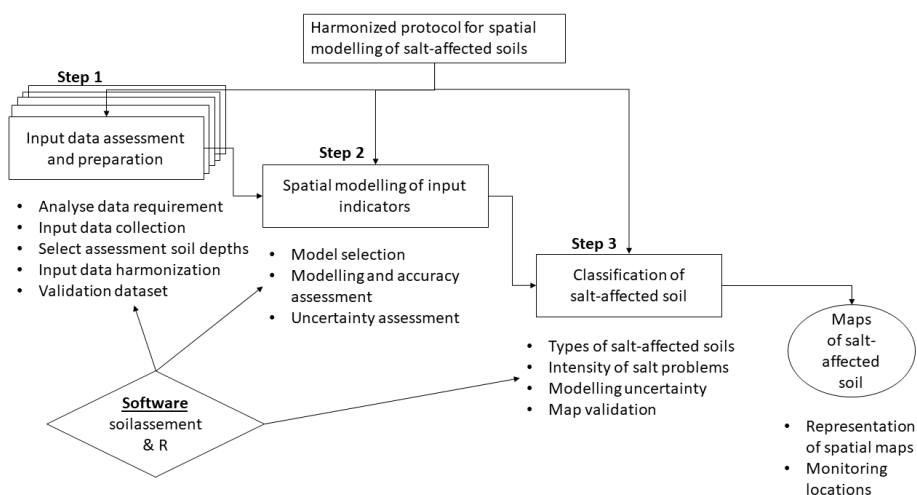 Harmonized protocol for spatial
modelling of salt-affected soils
Step 1
Input data assessment
and preparation
• Analyse data requirement
• Input data collection
• Select assessment soil depths
• Input data harmonization
• Validation dataset
Step 2
Spatial modelling of input
indicators
• Model selection
• Modelling and accuracy
assessment
• Uncertainty assessment
Step 3
Classification of
salt-affected soil
• Types of salt-affected soils
• Intensity of salt problems
• Modelling uncertainty
• Map validation
Software
soilassement
& R
Maps
of salt-
affected
soil
• Representation
of spatial maps
• Monitoring
locations